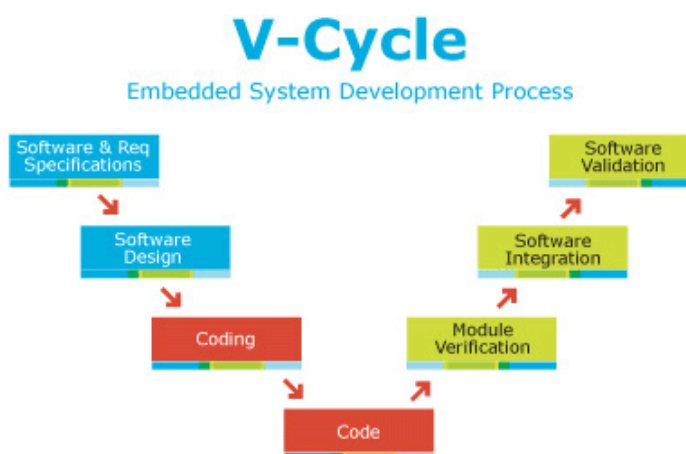 V-Cycle
Embedded System Development Process
Software & Req
Specifications
Software
Validation
Software
Design
Software
Integration
Coding
Module
Verification
Code